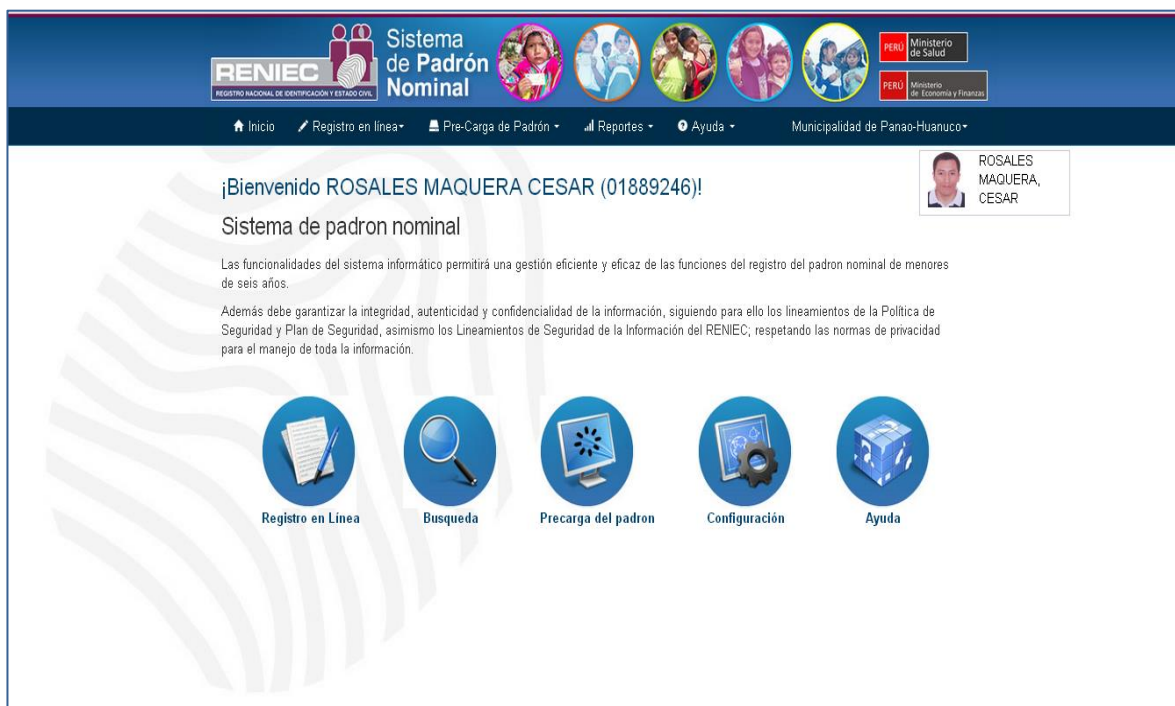 RENIEC
REGISTRO NACIONAL DE IDENTIFICACIÓN Y ESTADO CIVIL
Sistema
de Padrón
Nominal
PERÚ Ministerio
de Salud
PERÚ Ministerio
de Economía y Finanzas
Inicio Registro en línea Pre-Carga de Padrón Reportes Ayuda Municipalidad de Panao-Huanuco
ROSALES
MAQUERA,
CESAR
¡Bienvenido ROSALES MAQUERA CESAR (01889246)!
Sistema de padron nominal
Las funcionalidades del sistema informático permitirá una gestión eficiente y eficaz de las funciones del registro del padron nominal de menores
de seis años.
Además debe garantizar la integridad, autenticidad y confidencialidad de la información, siguiendo para ello los lineamientos de la Política de
Seguridad y Plan de Seguridad, asimismo los Lineamientos de Seguridad de la Información del RENIEC; respetando las normas de privacidad
para el manejo de toda la información.
Registro en Línea Busqueda Precarga del padron Configuración Ayuda